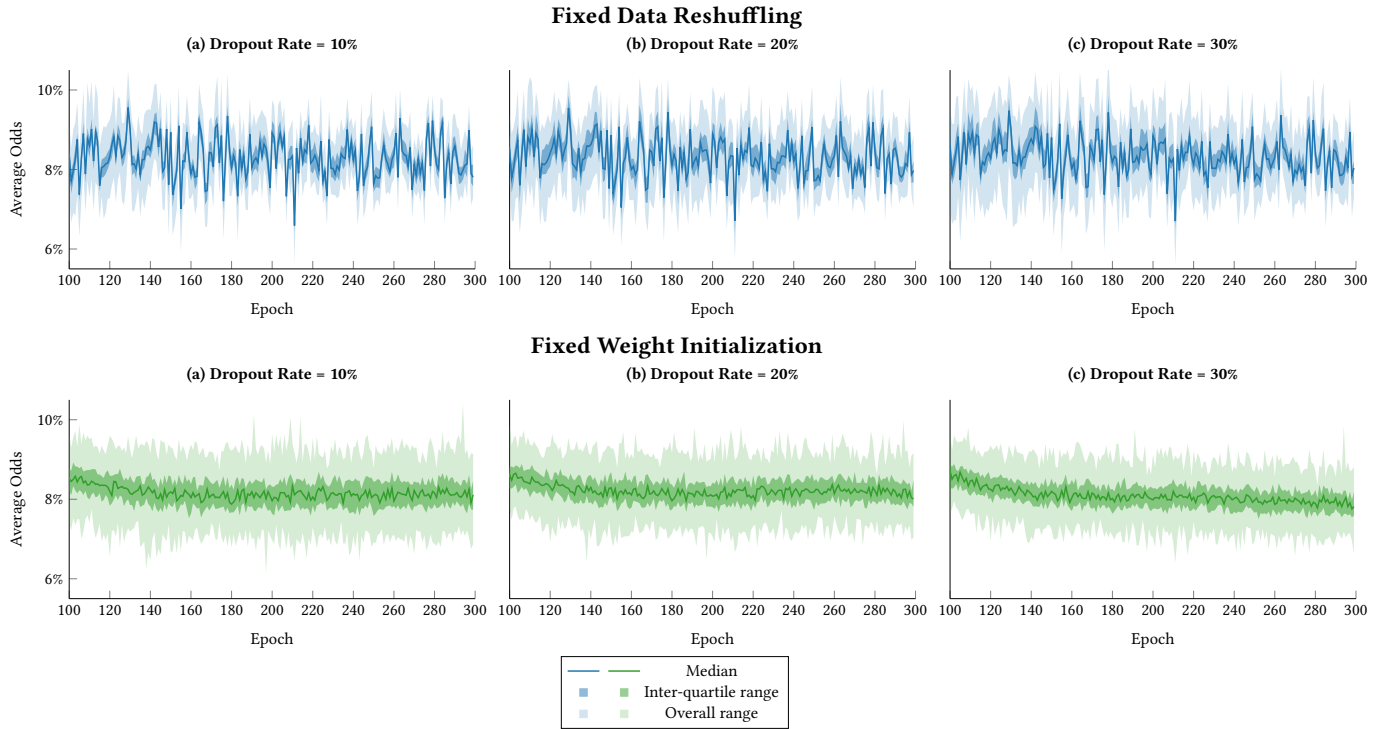 Fixed Data Reshuffling
(a) Dropout Rate = 10%
(b) Dropout Rate = 20%
(c) Dropout Rate = 30%
Average Odds
10%
8%
6%
100 120 140 160 180 200 220 240 260 280 300
100 120 140 160 180 200 220 240 260 280 300
100 120 140 160 180 200 220 240 260 280 300
Epoch
Epoch
Epoch
Fixed Weight Initialization
(a) Dropout Rate = 10%
(b) Dropout Rate = 20%
(c) Dropout Rate = 30%
Average Odds
10%
8%
6%
100 120 140 160 180 200 220 240 260 280 300
100 120 140 160 180 200 220 240 260 280 300
100 120 140 160 180 200 220 240 260 280 300
Epoch
Epoch
Epoch
Median
Inter-quartile range
Overall range